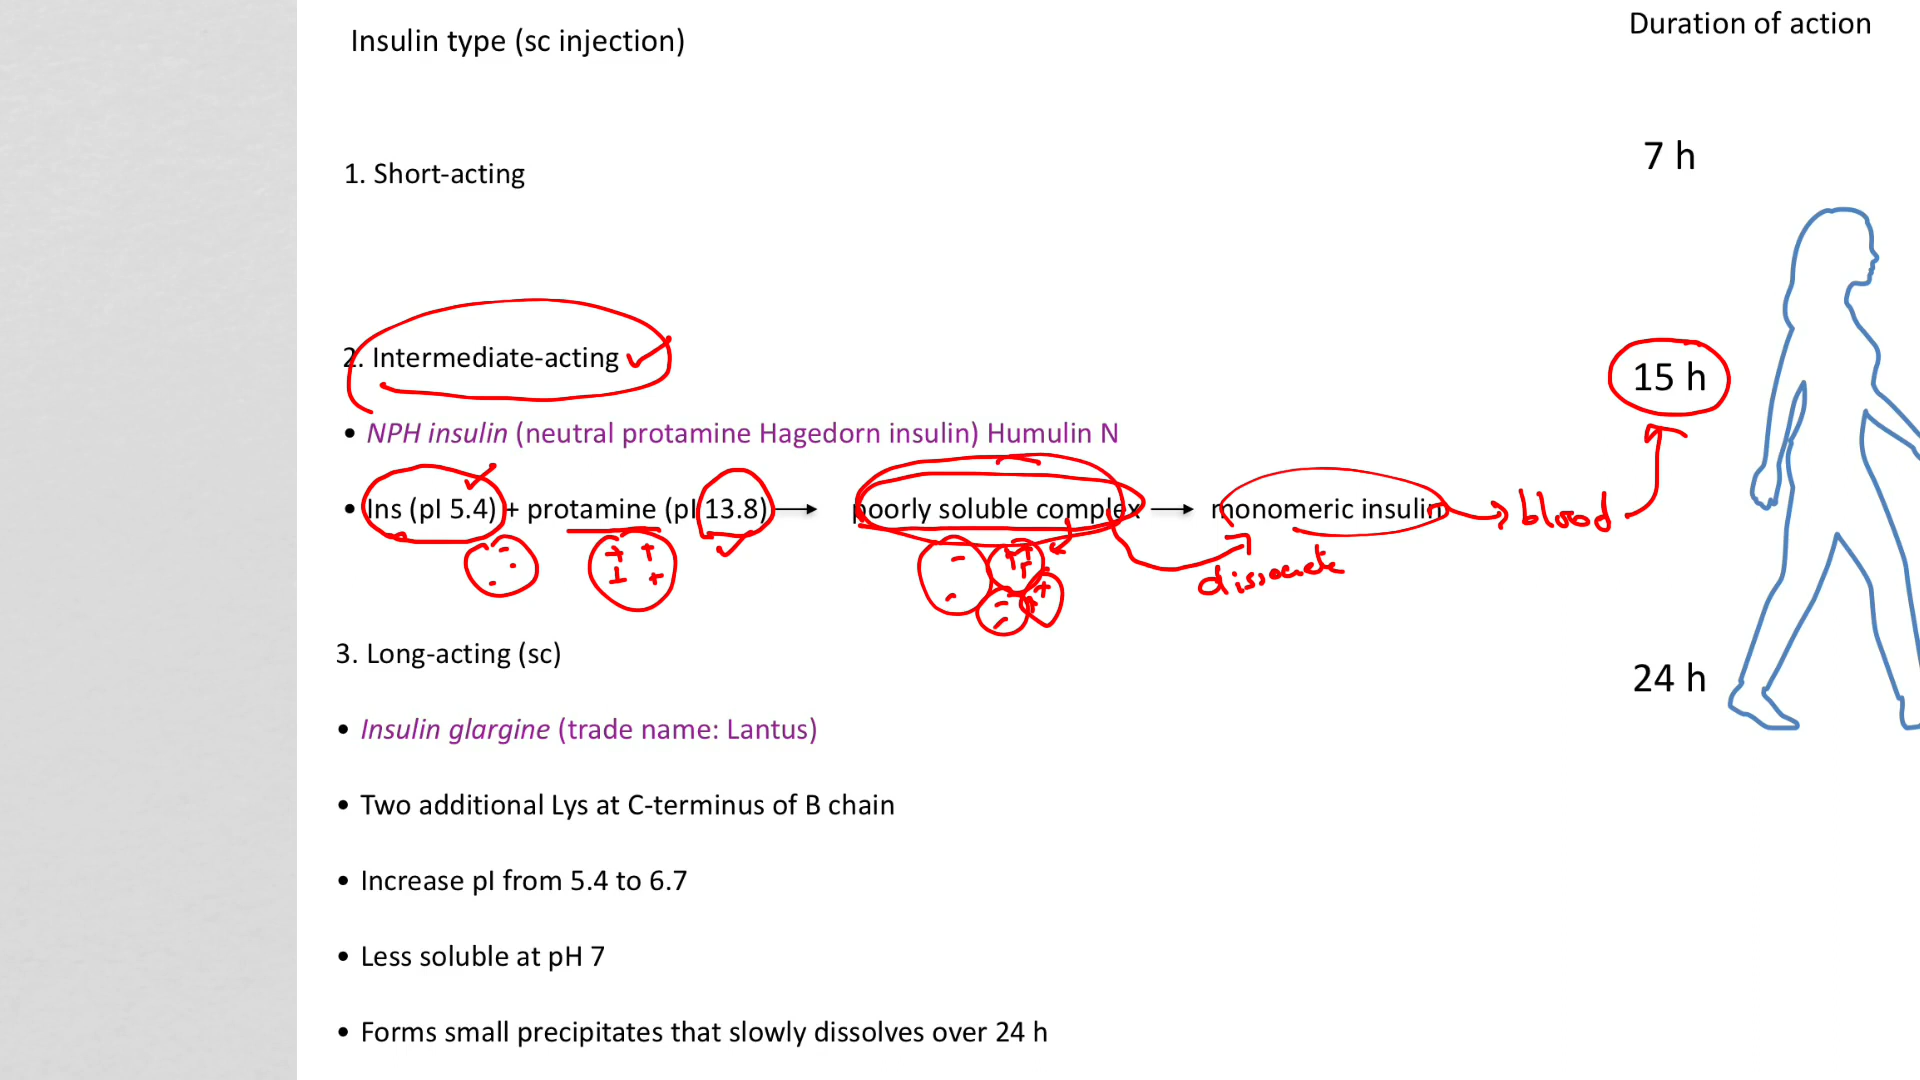 Insulin type (sc injection)
Duration of action
1. Short-acting
7 h
2. Intermediate-acting
15 h
• NPH insulin (neutral protamine Hagedorn insulin) Humulin N
• Ins (pI 5.4) + protamine (pI 13.8) → poorly soluble complex → monomeric insulin → blood
dissociate
3. Long-acting (sc)
24 h
• Insulin glargine (trade name: Lantus)
• Two additional Lys at C-terminus of B chain
• Increase pI from 5.4 to 6.7
• Less soluble at pH 7
• Forms small precipitates that slowly dissolves over 24 h